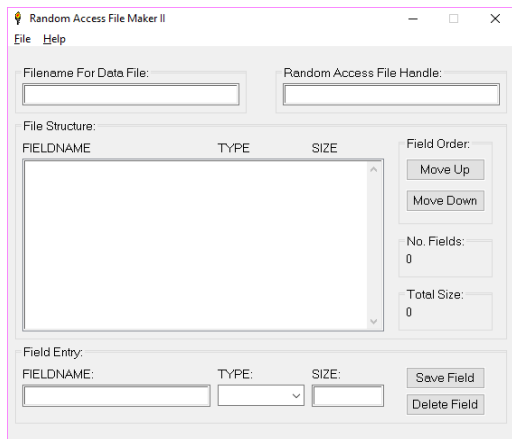 Random Access File Maker II
File Help
Filename For Data File: Random Access File Handle:
File Structure:
FIELDNAME TYPE SIZE
Field Order:
Move Up
Move Down
No. Fields:
0
Total Size:
0
Field Entry:
FIELDNAME: TYPE: SIZE:
Save Field
Delete Field